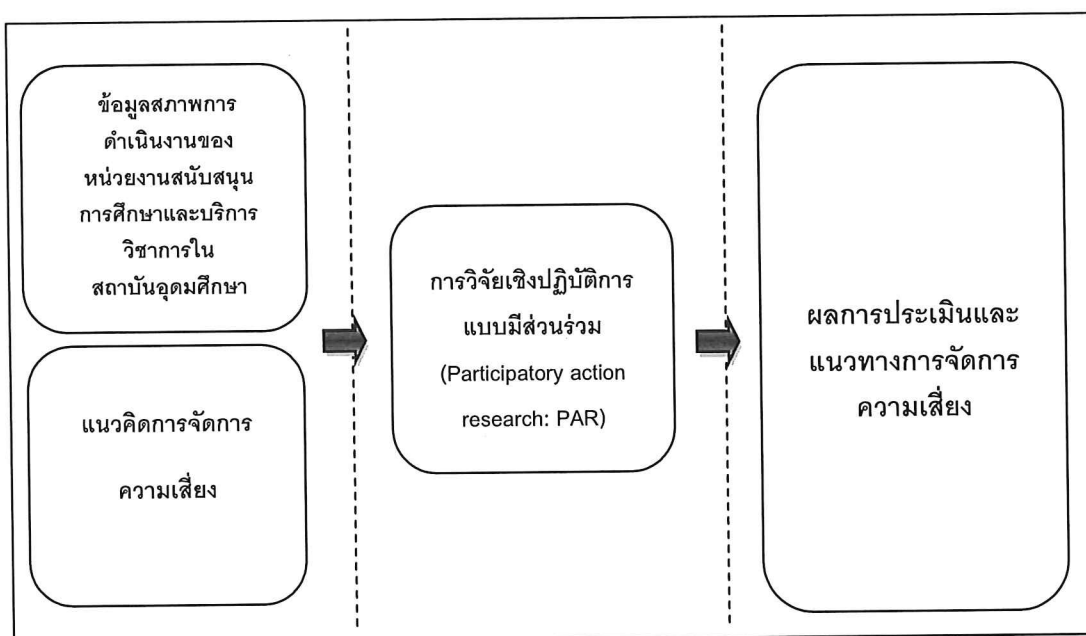 ข้อมูลสภาพการ
ดำเนินงานของ
หน่วยงานสนับสนุน
การศึกษาและบริการ
วิชาการใน
สถาบันอุดมศึกษา
แนวคิดการจัดการ
ความเสี่ยง
การวิจัยเชิงปฏิบัติการ
แบบมีส่วนร่วม
(Participatory action
research: PAR)
ผลการประเมินและ
แนวทางการจัดการ
ความเสี่ยง